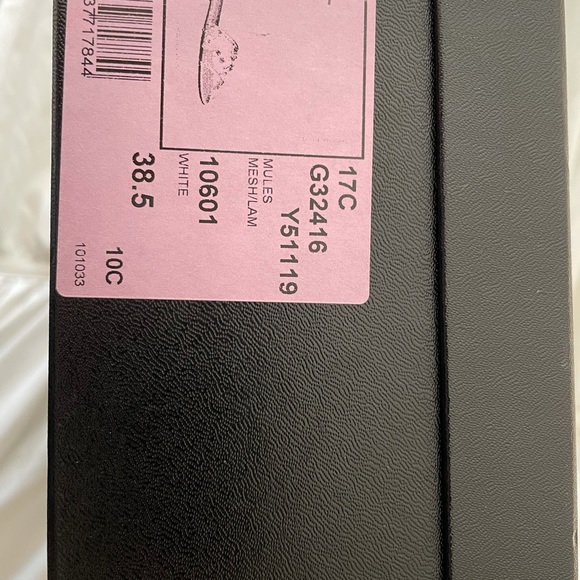 17C
G32416
Y51119
MULES
MESH/LAM
10601
WHITE
38.5
10C
101033
37717844